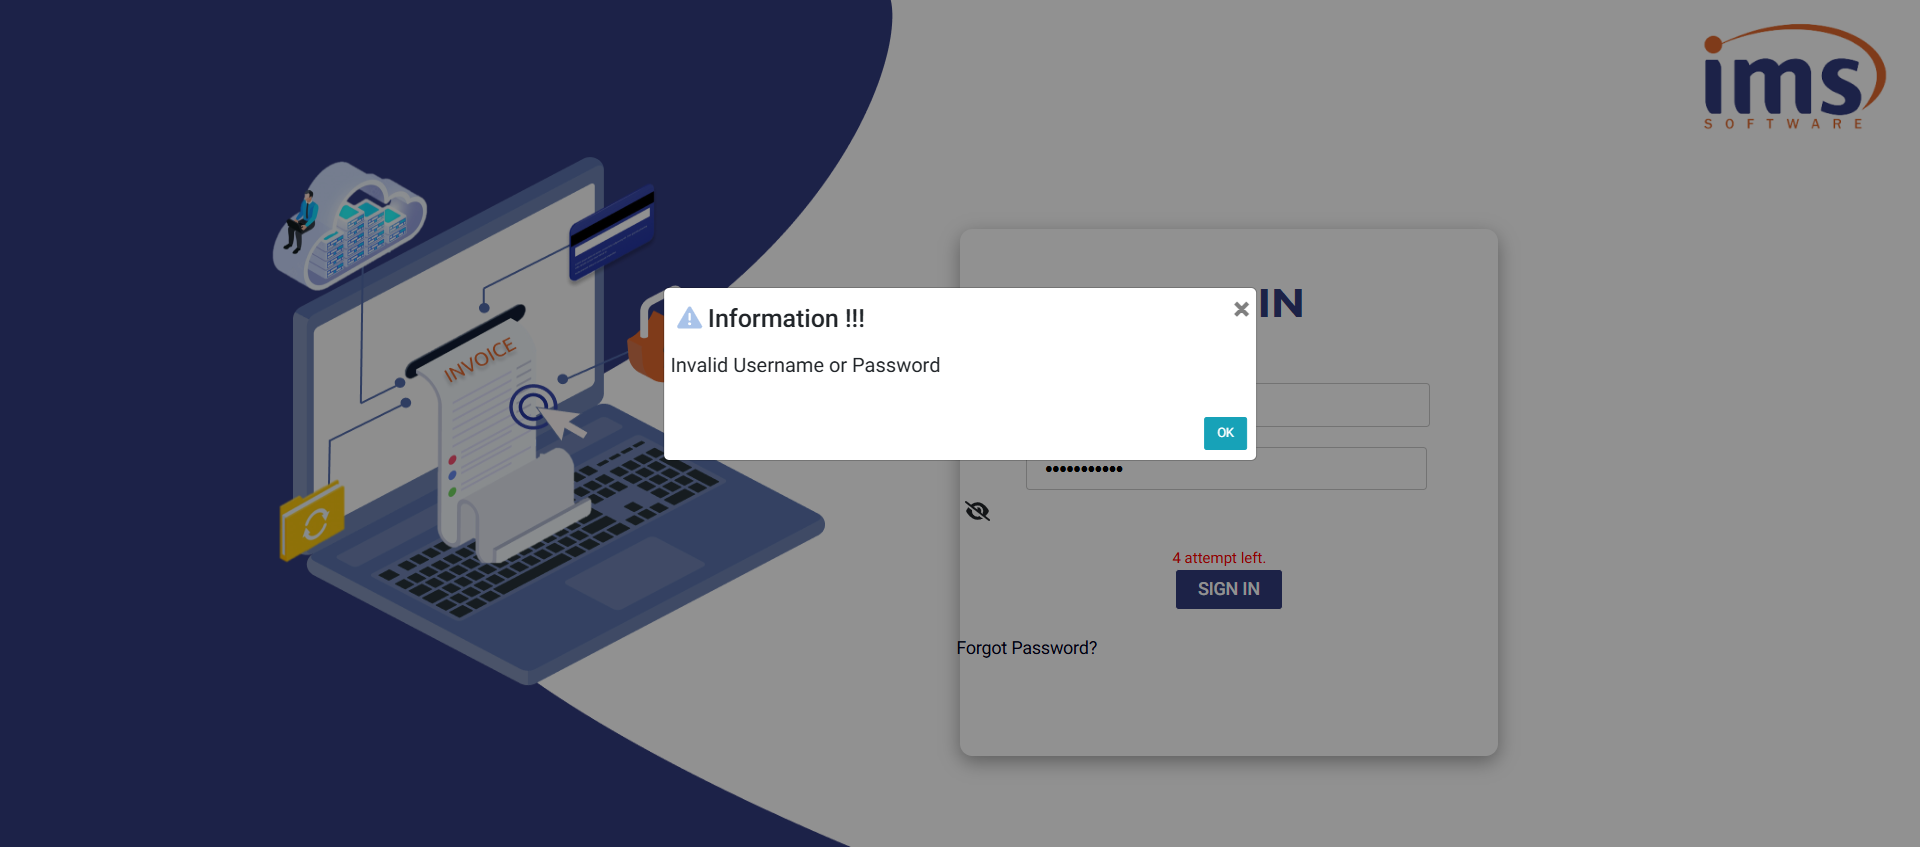 ims
SOFTWARE
INVOICE
IN
Information !!!
Invalid Username or Password
OK
4 attempt left.
SIGN IN
Forgot Password?